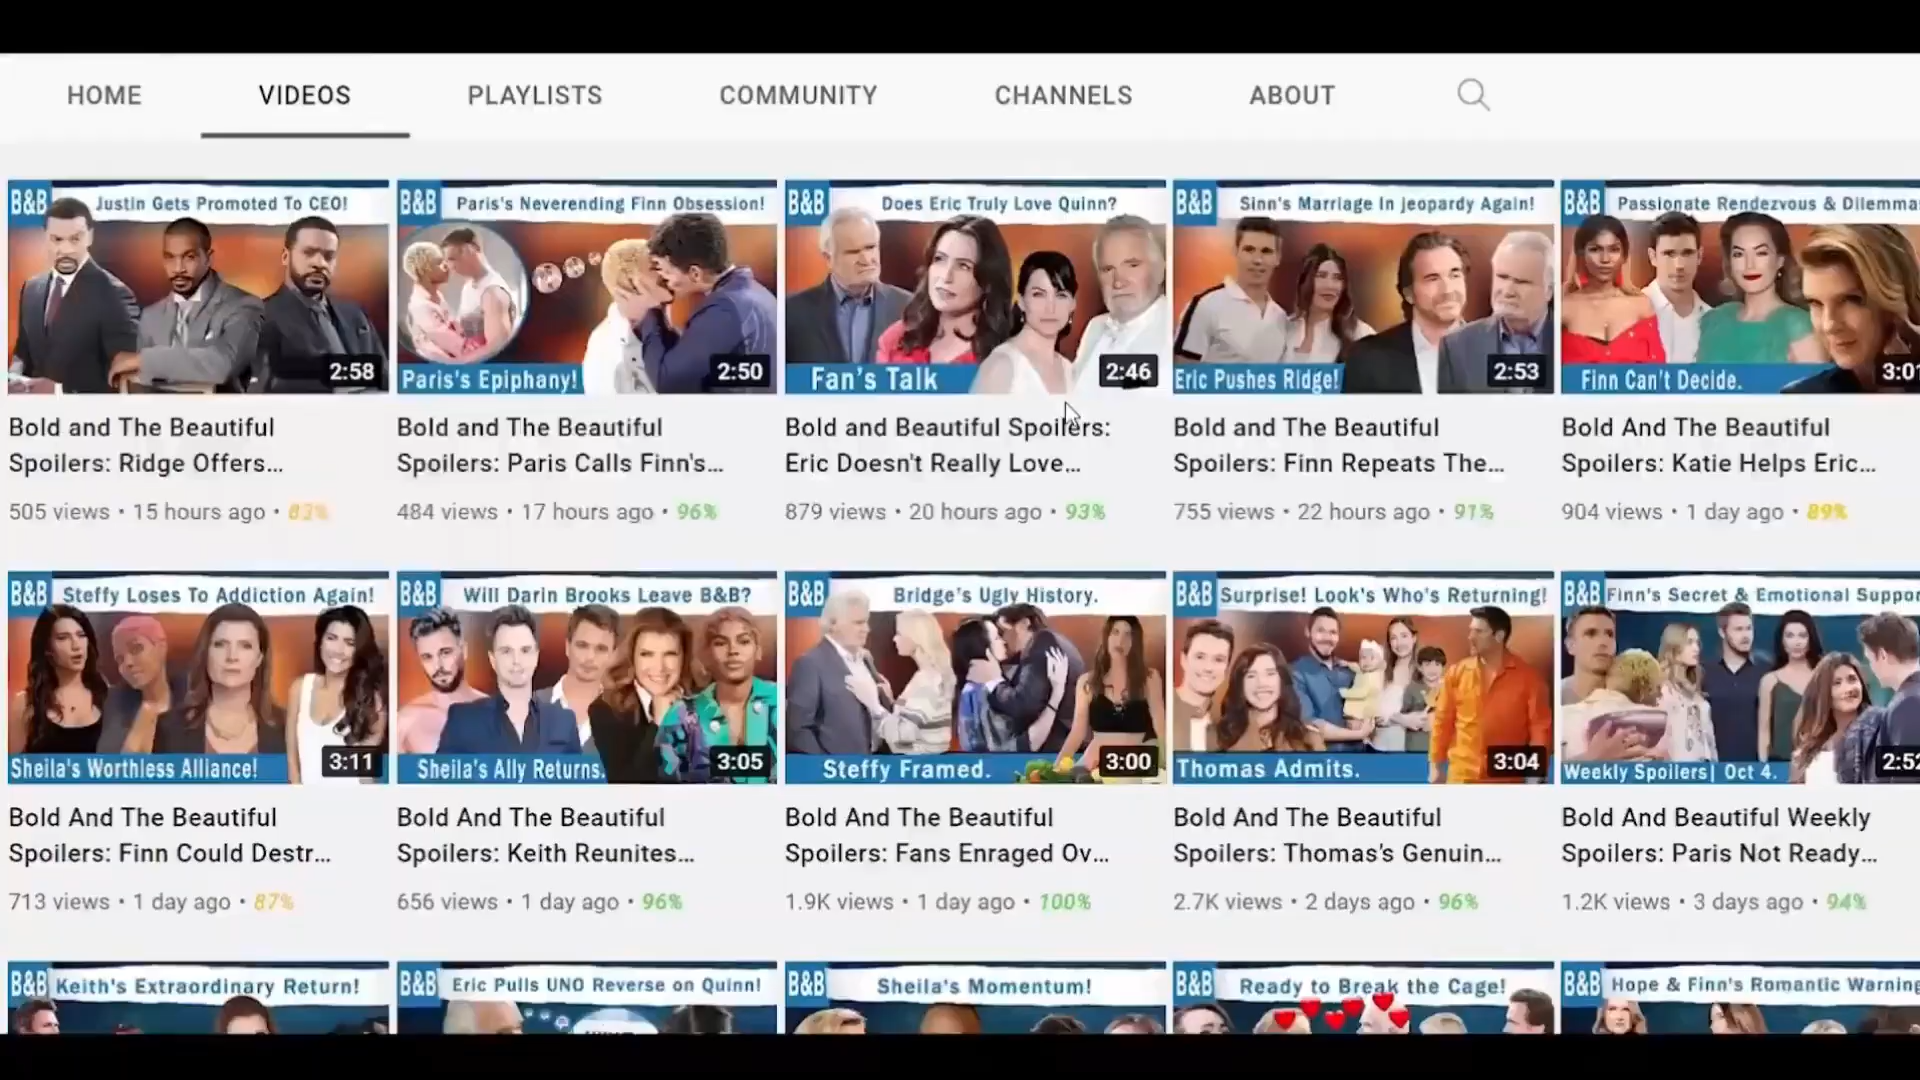 HOME VIDEOS PLAYLISTS COMMUNITY CHANNELS ABOUT
B&B Justin Gets Promoted To CEO!
2:58
Bold and The Beautiful
Spoilers: Ridge Offers...
505 views • 15 hours ago • 83%
B&B Paris's Neverending Finn Obsession!
Paris's Epiphany!
2:50
Bold and The Beautiful
Spoilers: Paris Calls Finn's...
484 views • 17 hours ago • 96%
B&B Does Eric Truly Love Quinn?
Fan's Talk
2:46
Bold and Beautiful Spoilers:
Eric Doesn't Really Love...
879 views • 20 hours ago • 93%
B&B Sinn's Marriage In Jeopardy Again!
Eric Pushes Ridge!
2:53
Bold and The Beautiful
Spoilers: Finn Repeats The...
755 views • 22 hours ago • 91%
B&B Passionate Rendezvous & Dilemma
Finn Can't Decide.
3:01
Bold And The Beautiful
Spoilers: Katie Helps Eric...
904 views • 1 day ago • 89%
B&B Steffy Loses To Addiction Again!
Sheila's Worthless Alliance!
3:11
Bold And The Beautiful
Spoilers: Finn Could Destr...
713 views • 1 day ago • 87%
B&B Will Darin Brooks Leave B&B?
Sheila's Ally Returns.
3:05
Bold And The Beautiful
Spoilers: Keith Reunites...
656 views • 1 day ago • 96%
B&B Bridge's Ugly History.
Steffy Framed.
3:00
Bold And The Beautiful
Spoilers: Fans Enraged Ov...
1.9K views • 1 day ago • 100%
B&B Surprise! Look's Who's Returning!
Thomas Admits.
3:04
Bold And The Beautiful
Spoilers: Thomas's Genuin...
2.7K views • 2 days ago • 96%
B&B Finn's Secret & Emotional Suppor
Weekly Spoilers| Oct 4.
2:52
Bold And Beautiful Weekly
Spoilers: Paris Not Ready...
1.2K views • 3 days ago • 94%
B&B Keith's Extraordinary Return!
B&B Eric Pulls UNO Reverse on Quinn!
B&B Sheila's Momentum!
B&B Ready to Break the Cage!
B&B Hope & Finn's Romantic Warning